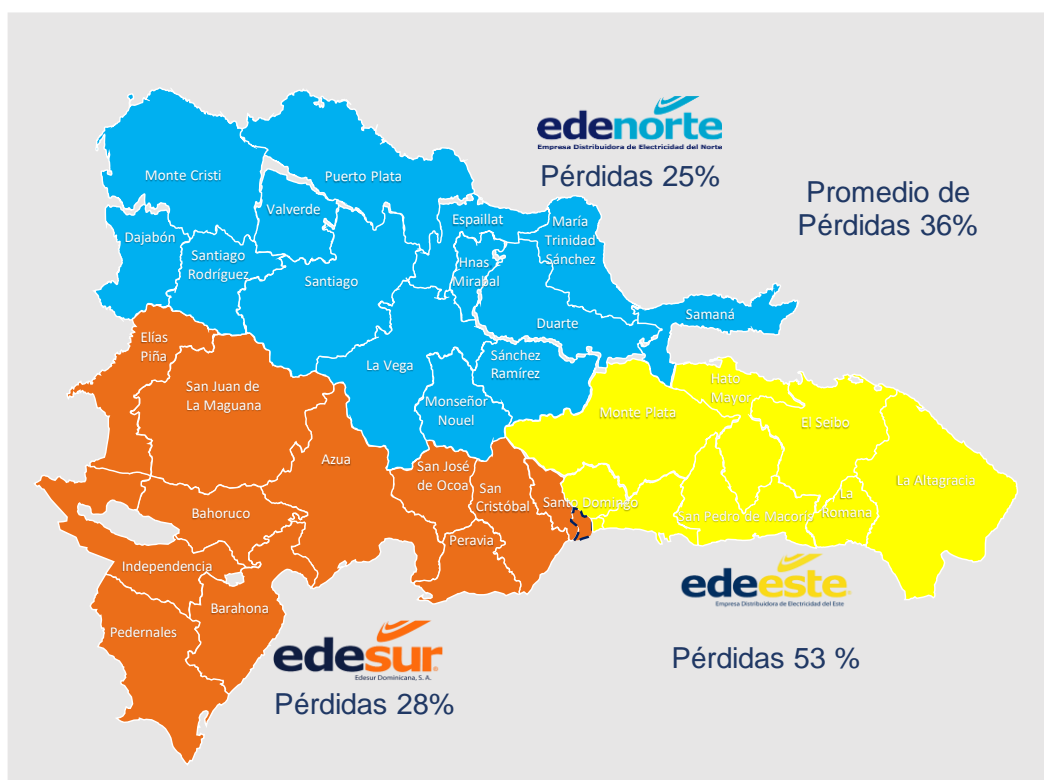 edenorte
Empresa Distribuidora de Electricidad del Norte
Pérdidas 25%
Promedio de
Pérdidas 36%
Monte Cristi
Puerto Plata
Valverde
Espaillat
María
Trinidad
Sánchez
Dajabón
Santiago
Rodríguez
Santiago
Hnas
Mirabal
Duarte
Samaná
Elías
Piña
La Vega
Sánchez
Ramírez
San Juan de
La Maguana
Monseñor
Nouel
Hato
Mayor
Monte Plata
El Seibo
Azua
San José
de Ocoa
San
Cristóbal
La Altagracia
Santo Domingo
La
Romana
San Pedro de Macorís
Bahoruco
Peravia
Independencia
Barahona
Pedernales
edeeste
Empresa Distribuidora de Electricidad del Este
Pérdidas 53 %
edesur
Edesur Dominicana, S. A.
Pérdidas 28%